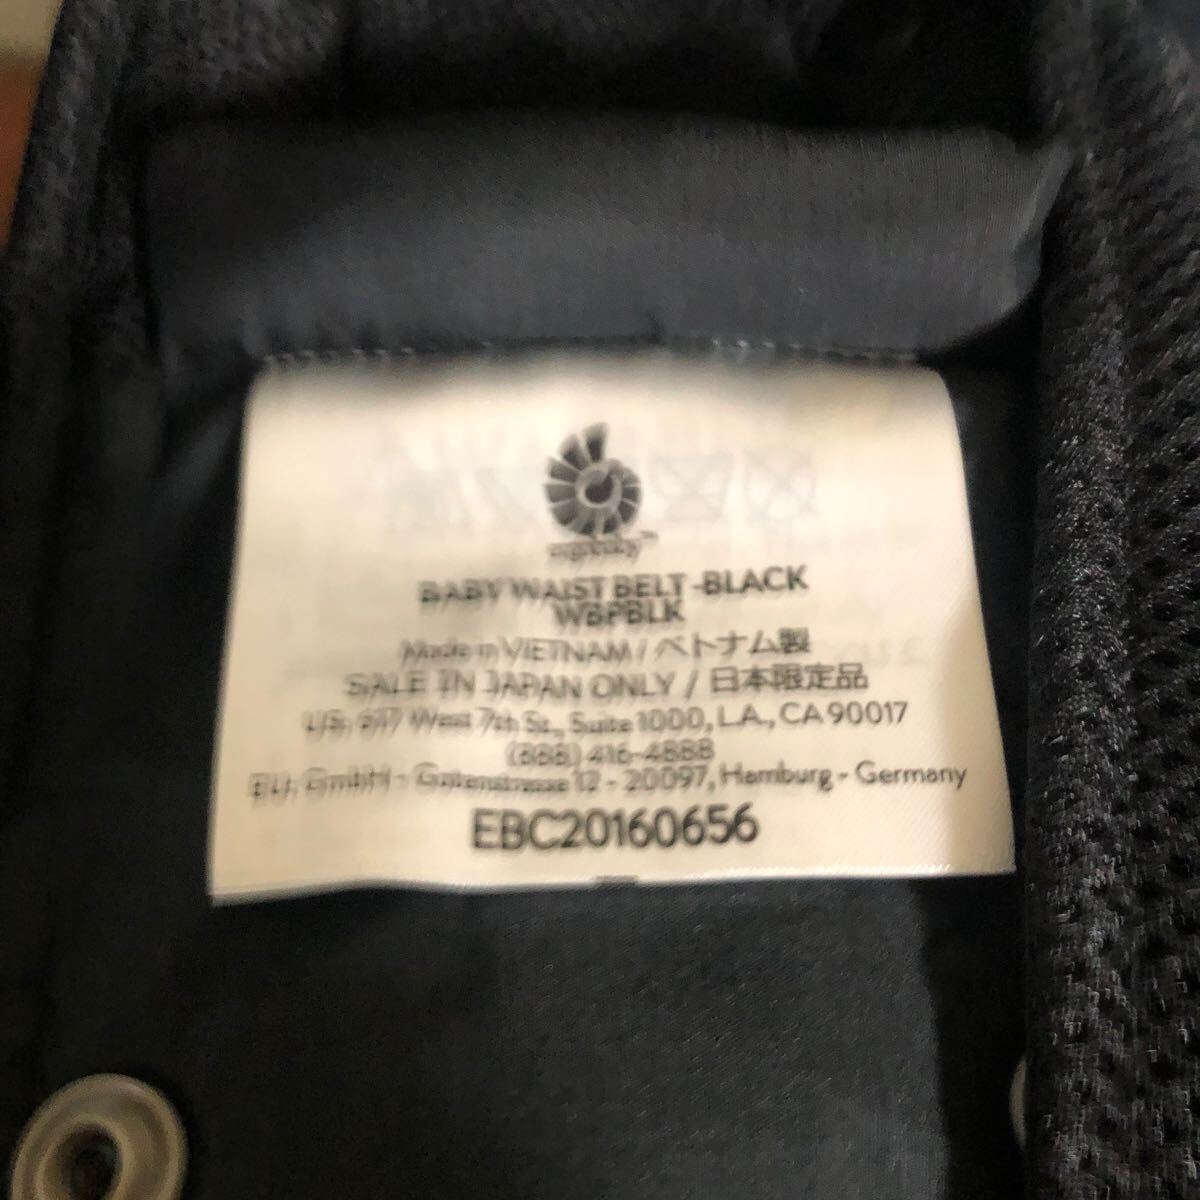 ergobaby™
BABY WAIST BELT -BLACK
WBPBLK
Made in VIETNAM / ベトナム製
SALE IN JAPAN ONLY / 日本限定品
US: 617 West 7th St., Suite 1000, L.A., CA 90017
(888) 416-4888
EU: GmbH - 12 - 20097, Hamburg - Germany
EBC20160656